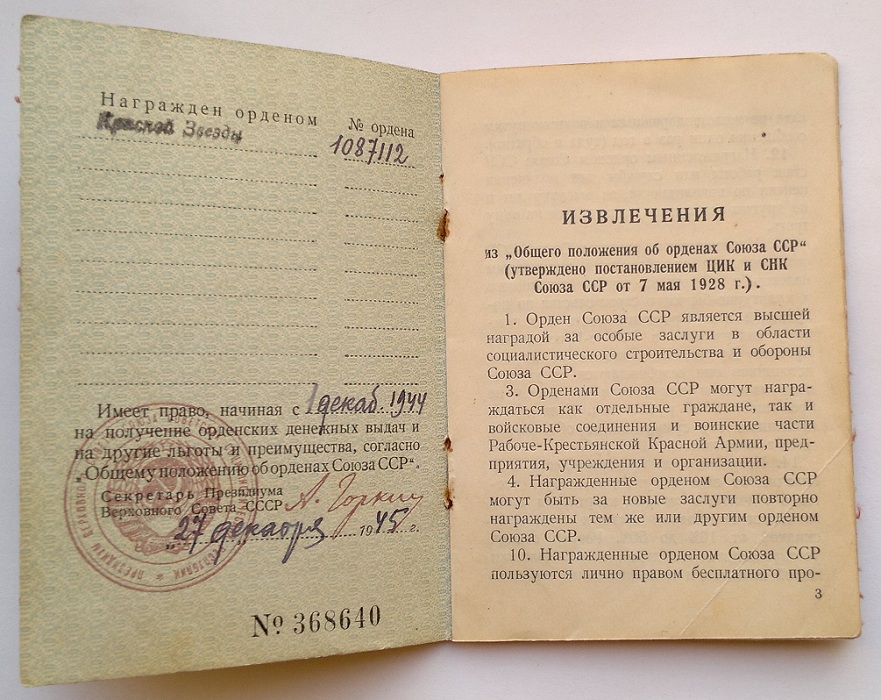 Награжден орденом
№ ордена
Красной Звезды
1087112
Имеет право, начиная с 1 декаб. 1944
на получение орденских денежных выдач и
на другие льготы и преимущества, согласно
„Общему положению об орденах Союза ССР“.
Секретарь Президиума
Верховного Совета СССР А. Горкин
„27 декабря 1945 г.
№ 368640
ИЗВЛЕЧЕНИЯ
из „Общего положения об орденах Союза ССР“
(утверждено постановлением ЦИК и СНК
Союза ССР от 7 мая 1928 г.).
1. Орден Союза ССР является высшей
наградой за особые заслуги в области
социалистического строительства и обороны
Союза ССР.
3. Орденами Союза ССР могут награ-
ждаться как отдельные граждане, так и
войсковые соединения и воинские части
Рабоче-Крестьянской Красной Армии, пред-
приятия, учреждения и организации.
4. Награжденные орденом Союза ССР
могут быть за новые заслуги повторно
награждены тем же или другим орденом
Союза ССР.
10. Награжденные орденом Союза ССР
пользуются лично правом бесплатного про-
3